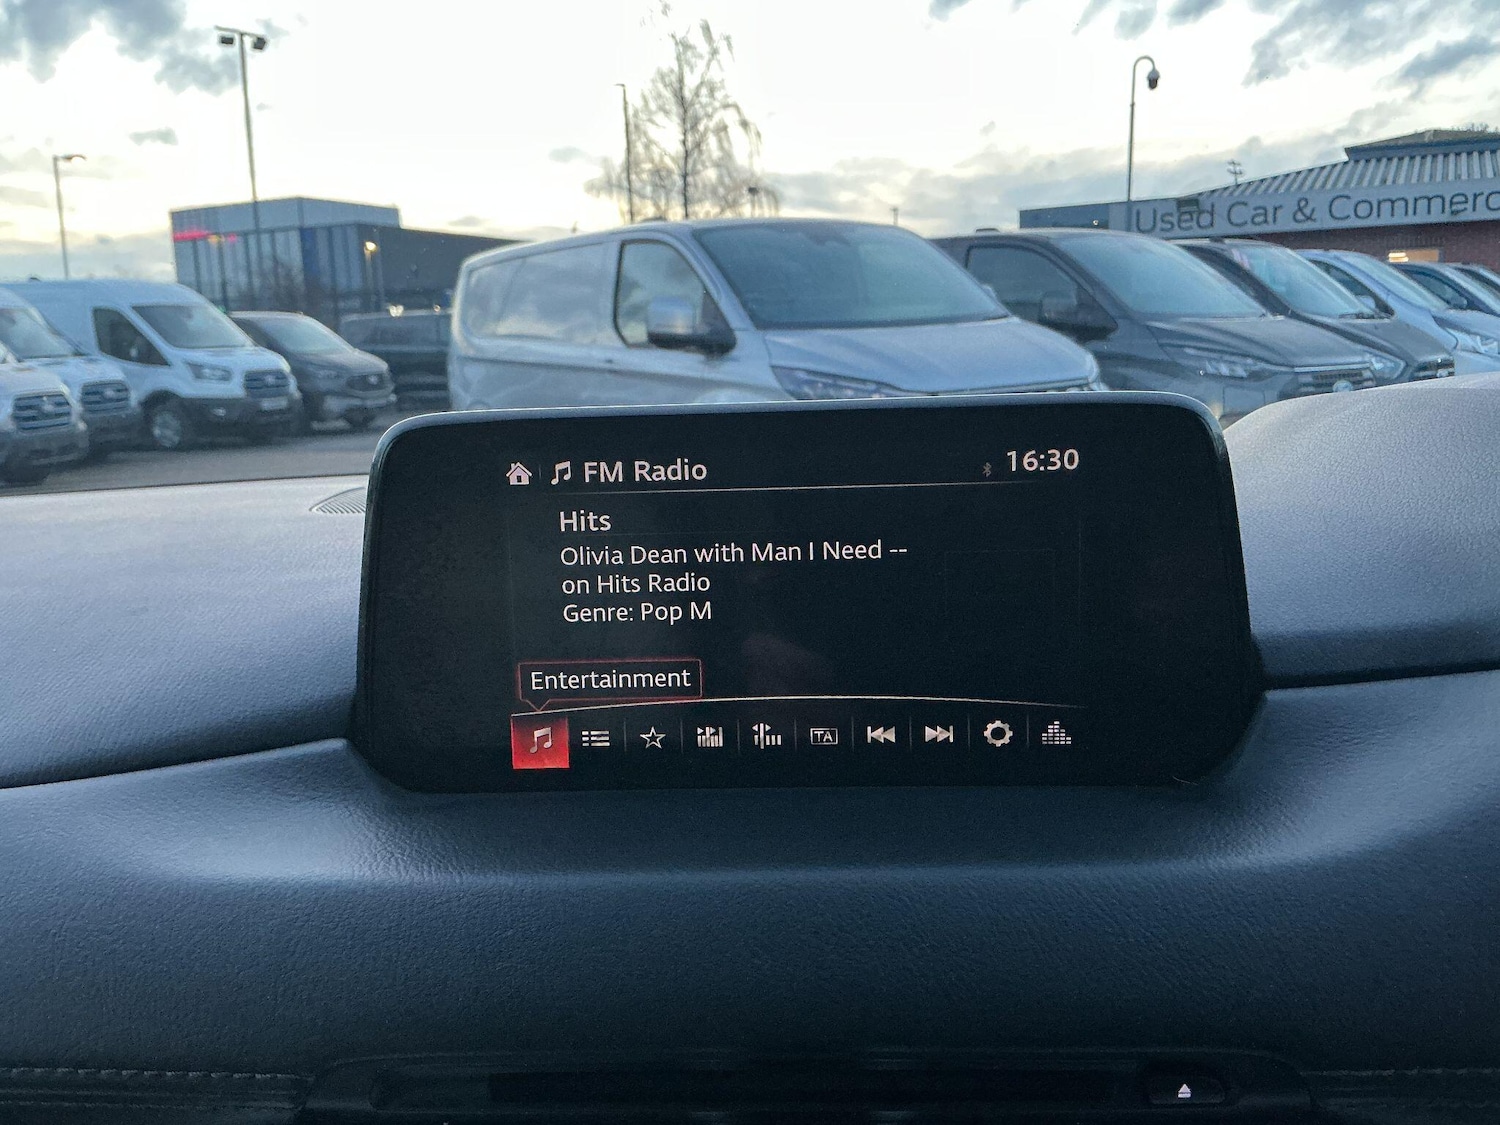 Used Car & Commerc
FM Radio
16:30
Hits
Olivia Dean with Man I Need --
on Hits Radio
Genre: Pop M
Entertainment
TA